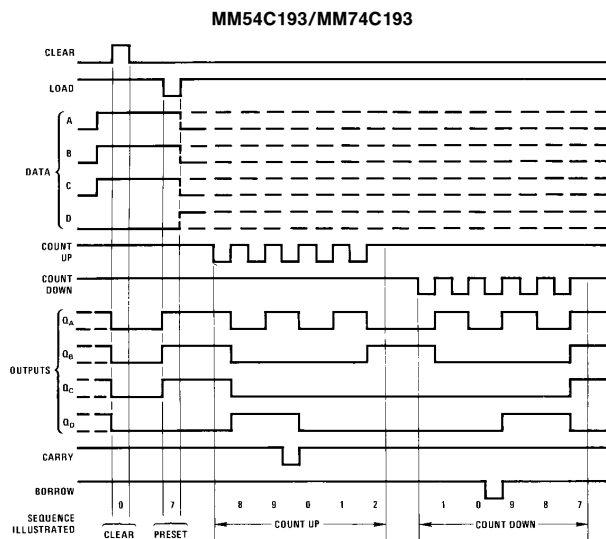 MM54C193/MM74C193
CLEAR
LOAD
DATA
A
B
C
D
COUNT UP
COUNT DOWN
OUTPUTS
QA
QB
QC
QD
CARRY
BORROW
0 7 8 9 0 1 2 1 0 9 8 7
SEQUENCE ILLUSTRATED
CLEAR PRESET COUNT UP COUNT DOWN